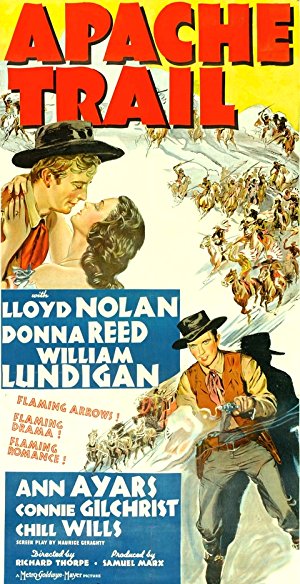 APACHE
TRAIL
with
LLOYD NOLAN
DONNA REED
WILLIAM
LUNDIGAN
FLAMING ARROWS!
FLAMING
DRAMA!
FLAMING
ROMANCE!
ANN AYARS
CONNIE GILCHRIST
CHILL WILLS
SCREEN PLAY BY MAURICE GERAGHTY
Directed by
RICHARD THORPE
Produced by
SAMUEL MARX
A Metro-Goldwyn-Mayer PICTURE